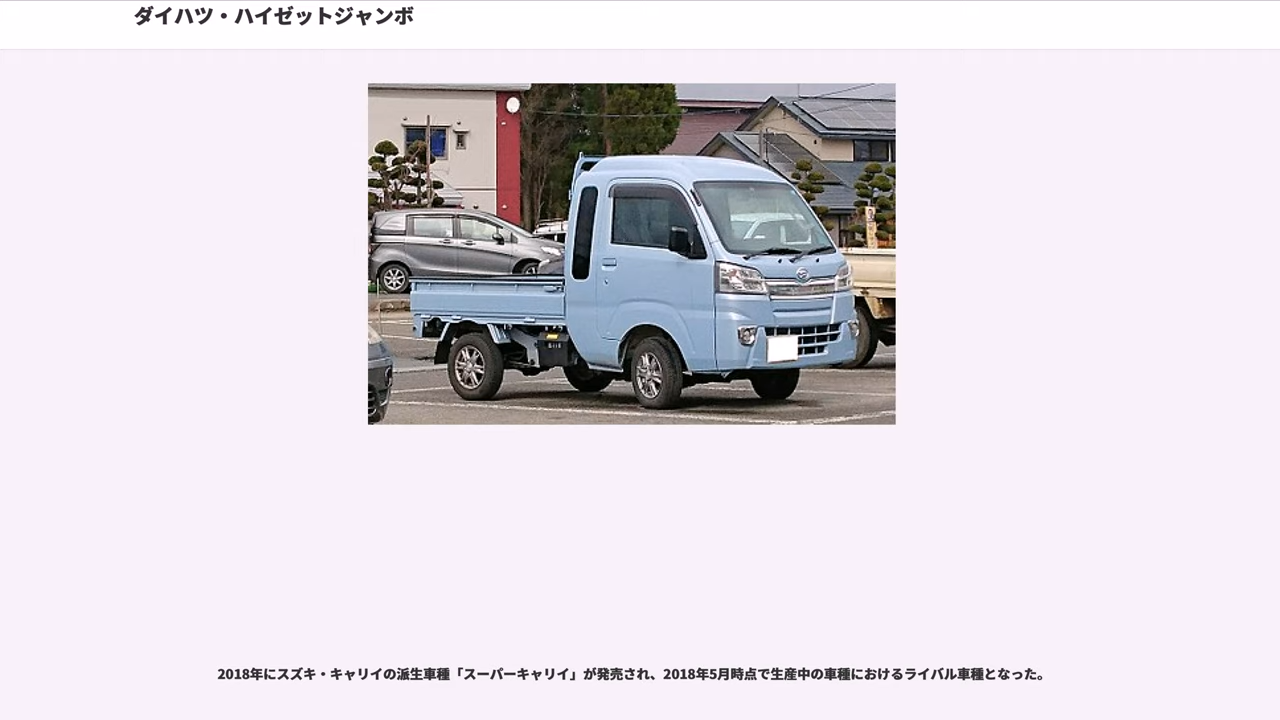 ダイハツ・ハイゼットジャンボ
2018年にスズキ・キャリイの派生車種「スーパーキャリイ」が発売され、2018年5月時点で生産中の車種におけるライバル車種となった。